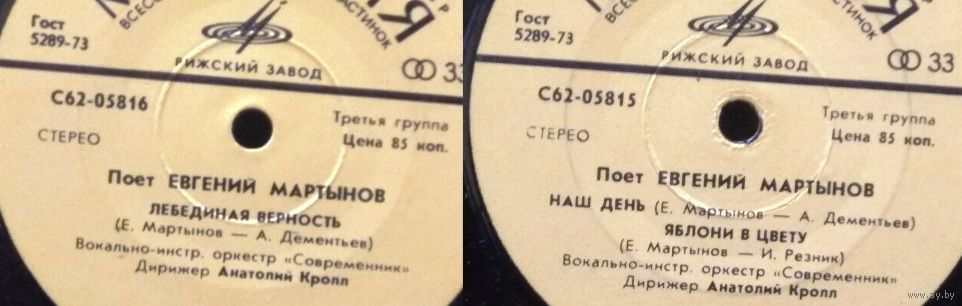 Гост
5289-73
РИЖСКИЙ ЗАВОД
33
С62-05816
СТЕРЕО
Третья группа
Цена 85 коп.
Поет ЕВГЕНИЙ МАРТЫНОВ
ЛЕБЕДИНАЯ ВЕРНОСТЬ
(Е. Мартынов — А. Дементьев)
Вокально-инстр. оркестр «Современник»
Дирижер Анатолий Кролл
Гост
5289-73
РИЖСКИЙ ЗАВОД
33
С62-05815
СТЕРЕО
Третья группа
Цена 85 коп.
Поет ЕВГЕНИЙ МАРТЫНОВ
НАШ ДЕНЬ (Е. Мартынов — А. Дементьев)
ЯБЛОНИ В ЦВЕТУ
(Е. Мартынов — И. Резник)
Вокально-инстр. оркестр «Современник»
Дирижер Анатолий Кролл
www.ay.by